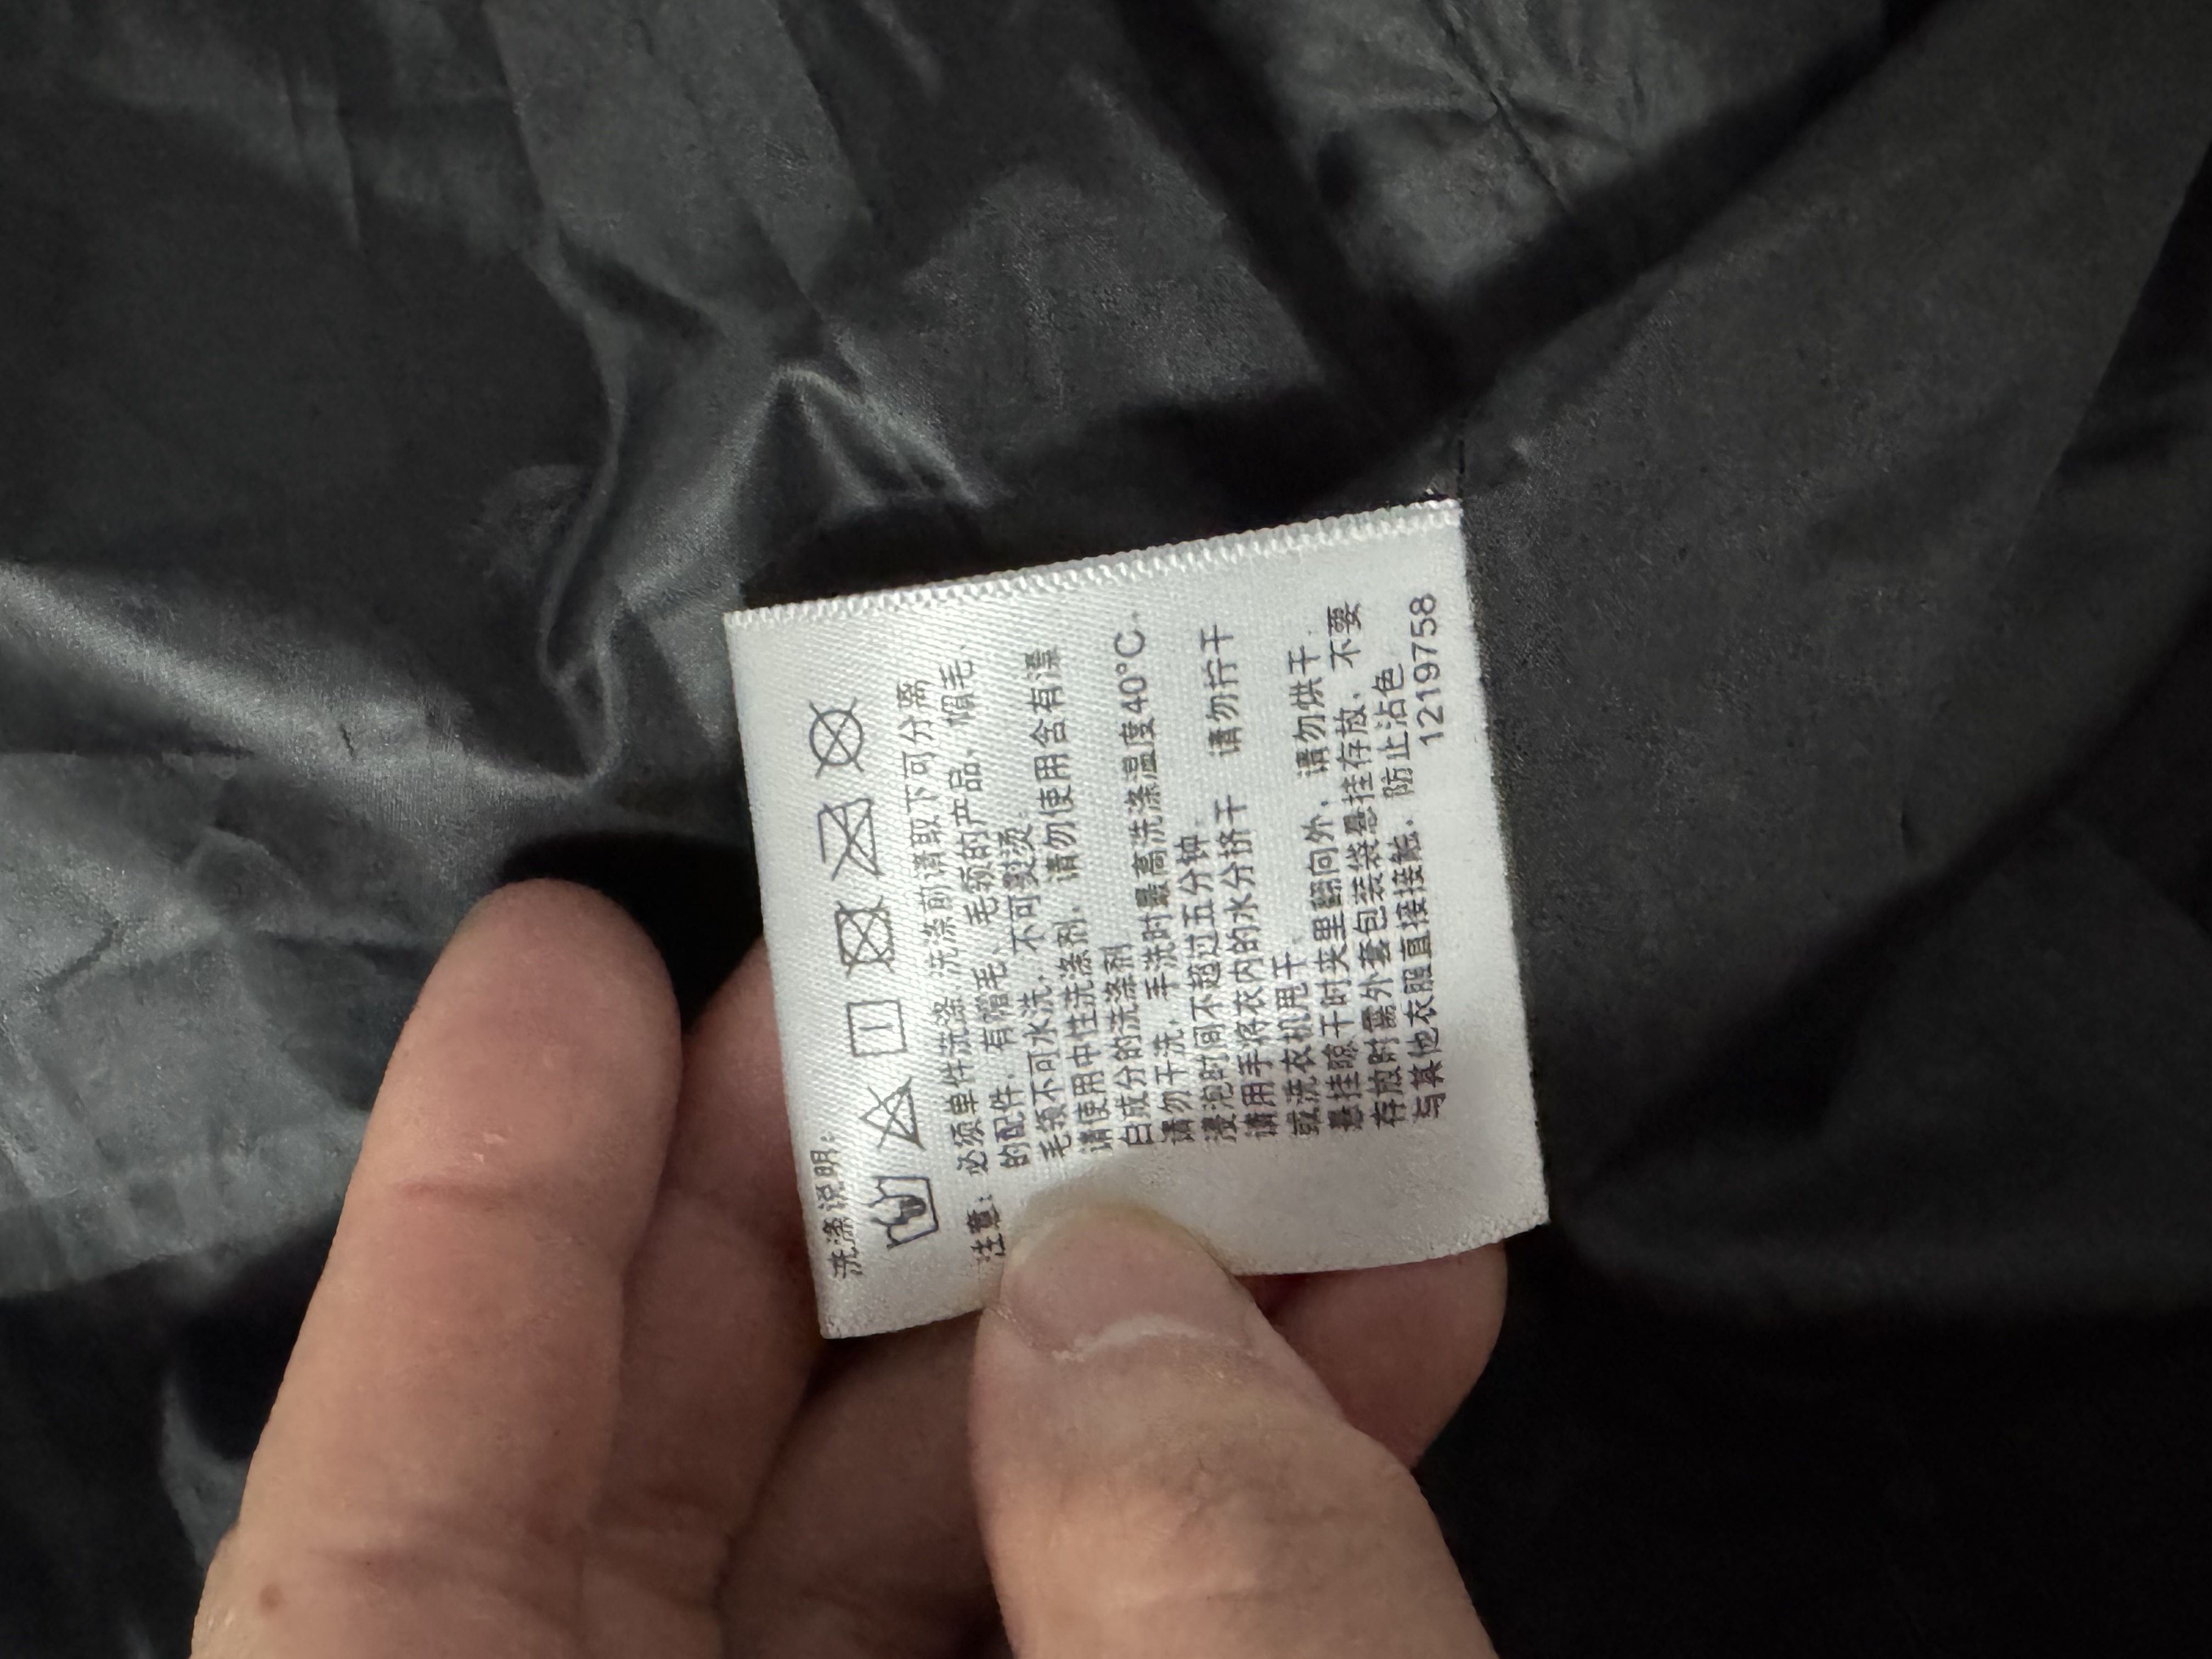 洗涤说明：
注意：必须单件洗涤，洗涤前请取下可分离
的配件，有帽毛、毛领的产品，帽毛、
毛领不可水洗，不可熨烫。
请使用中性洗涤剂，请勿使用含有漂
白成分的洗涤剂
请勿干洗，手洗时最高洗涤温度40°C，
浸泡时间不超过五分钟。
请用手将衣内的水分挤干 请勿拧干
或洗衣机甩干。
悬挂晾干时夹里翻向外，请勿烘干。
存放时需外套包装袋悬挂存放，不要
与其他衣服直接接触，防止沾色
1219758